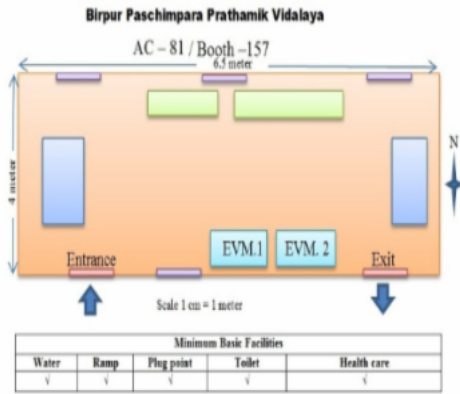 Birpur Paschimpara Prathamik Vidalaya
AC – 81 / Booth –157
6.5 meter
4 meter
N
EVM.1 EVM. 2
Entrance Exit
Scale 1 cm = 1 meter
Minimum Basic Facilities
Water Ramp Plug point Toilet Health care
√ √ √ √ √